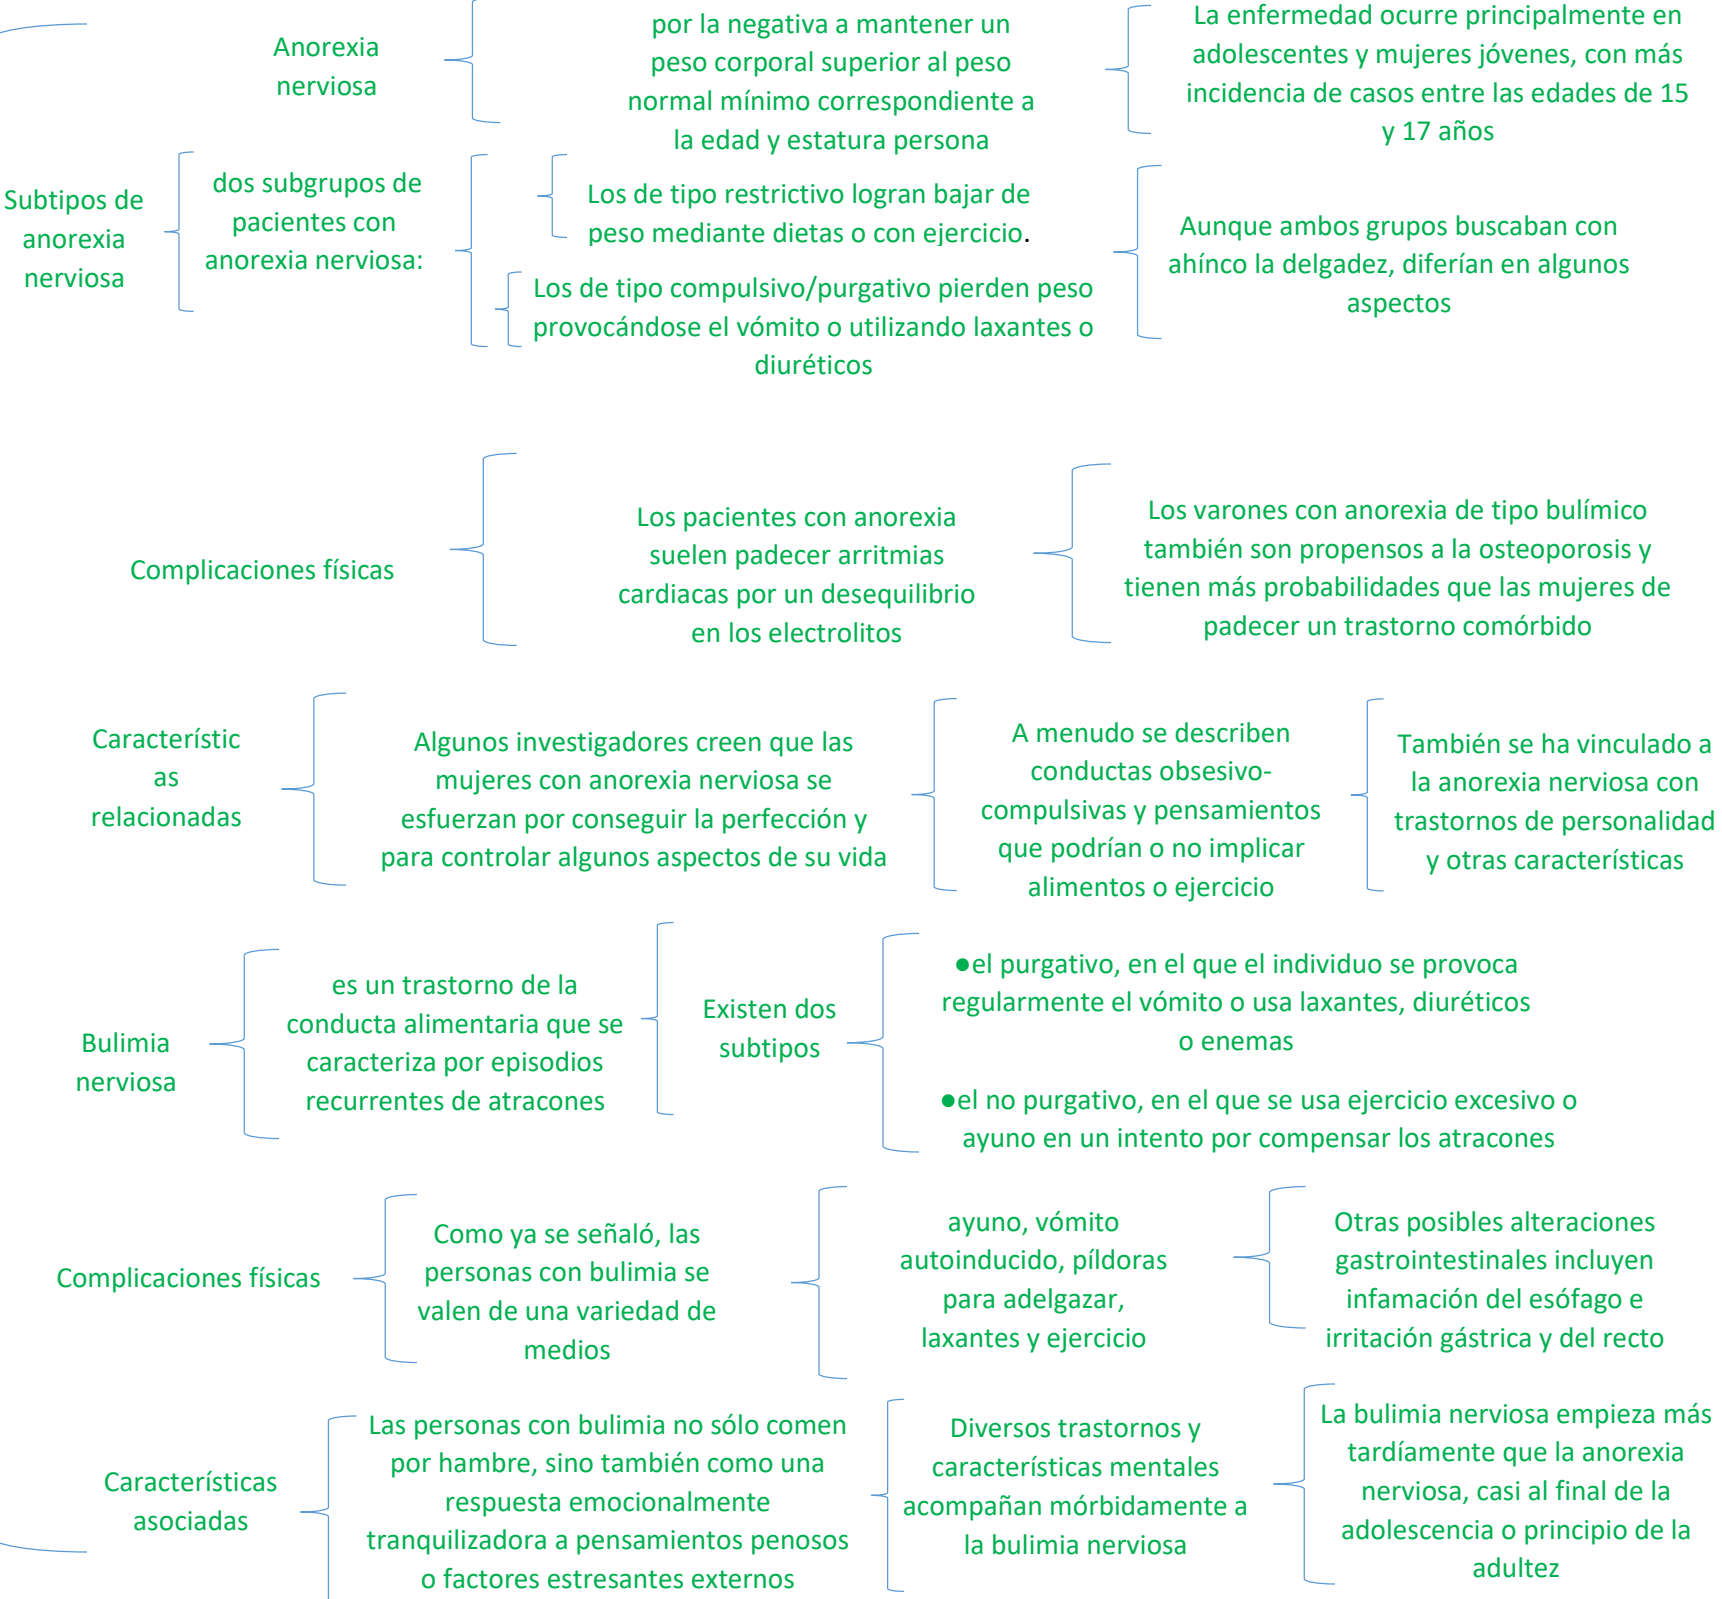 Anorexia
nerviosa
por la negativa a mantener un
peso corporal superior al peso
normal mínimo correspondiente a
la edad y estatura persona
La enfermedad ocurre principalmente en
adolescentes y mujeres jóvenes, con más
incidencia de casos entre las edades de 15
y 17 años
Subtipos de
anorexia
nerviosa
dos subgrupos de
pacientes con
anorexia nerviosa:
Los de tipo restrictivo logran bajar de
peso mediante dietas o con ejercicio.
Los de tipo compulsivo/purgativo pierden peso
provocándose el vómito o utilizando laxantes o
diuréticos
Aunque ambos grupos buscaban con
ahínco la delgadez, diferían en algunos
aspectos
Complicaciones físicas
Los pacientes con anorexia
suelen padecer arritmias
cardiacas por un desequilibrio
en los electrolitos
Los varones con anorexia de tipo bulímico
también son propensos a la osteoporosis y
tienen más probabilidades que las mujeres de
padecer un trastorno comórbido
Característic
as
relacionadas
Algunos investigadores creen que las
mujeres con anorexia nerviosa se
esfuerzan por conseguir la perfección y
para controlar algunos aspectos de su vida
A menudo se describen
conductas obsesivo-
compulsivas y pensamientos
que podrían o no implicar
alimentos o ejercicio
También se ha vinculado a
la anorexia nerviosa con
trastornos de personalidad
y otras características
Bulimia
nerviosa
es un trastorno de la
conducta alimentaria que se
caracteriza por episodios
recurrentes de atracones
Existen dos
subtipos
●el purgativo, en el que el individuo se provoca
regularmente el vómito o usa laxantes, diuréticos
o enemas
●el no purgativo, en el que se usa ejercicio excesivo o
ayuno en un intento por compensar los atracones
Complicaciones físicas
Como ya se señaló, las
personas con bulimia se
valen de una variedad de
medios
ayuno, vómito
autoinducido, píldoras
para adelgazar,
laxantes y ejercicio
Otras posibles alteraciones
gastrointestinales incluyen
infamación del esófago e
irritación gástrica y del recto
Características
asociadas
Las personas con bulimia no sólo comen
por hambre, sino también como una
respuesta emocionalmente
tranquilizadora a pensamientos penosos
o factores estresantes externos
Diversos trastornos y
características mentales
acompañan mórbidamente a
la bulimia nerviosa
La bulimia nerviosa empieza más
tardíamente que la anorexia
nerviosa, casi al final de la
adolescencia o principio de la
adultez